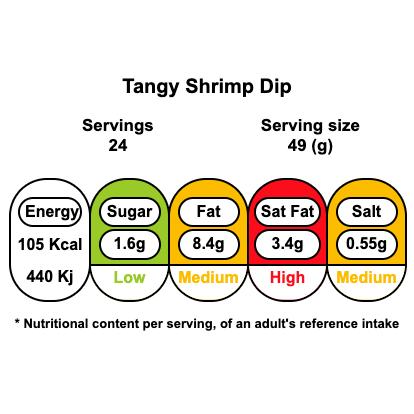 Tangy Shrimp Dip
Servings Serving size
24 49 (g)
Energy Sugar Fat Sat Fat Salt
105 Kcal 1.6g 8.4g 3.4g 0.55g
440 Kj Low Medium High Medium
* Nutritional content per serving, of an adult's reference intake